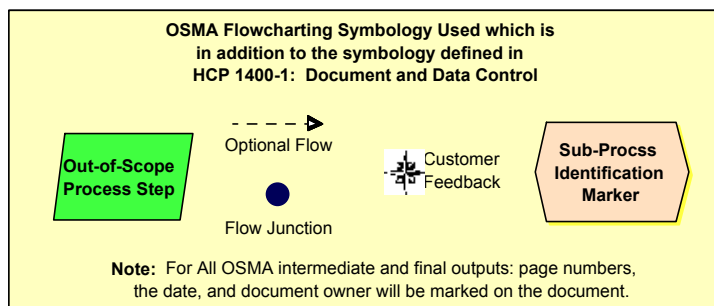 OSMA Flowcharting Symbology Used which is
in addition to the symbology defined in
HCP 1400-1: Document and Data Control
Out-of-Scope
Process Step
Optional Flow
Flow Junction
Customer
Feedback
Sub-Procss
Identification
Marker
Note: For All OSMA intermediate and final outputs: page numbers,
the date, and document owner will be marked on the document.